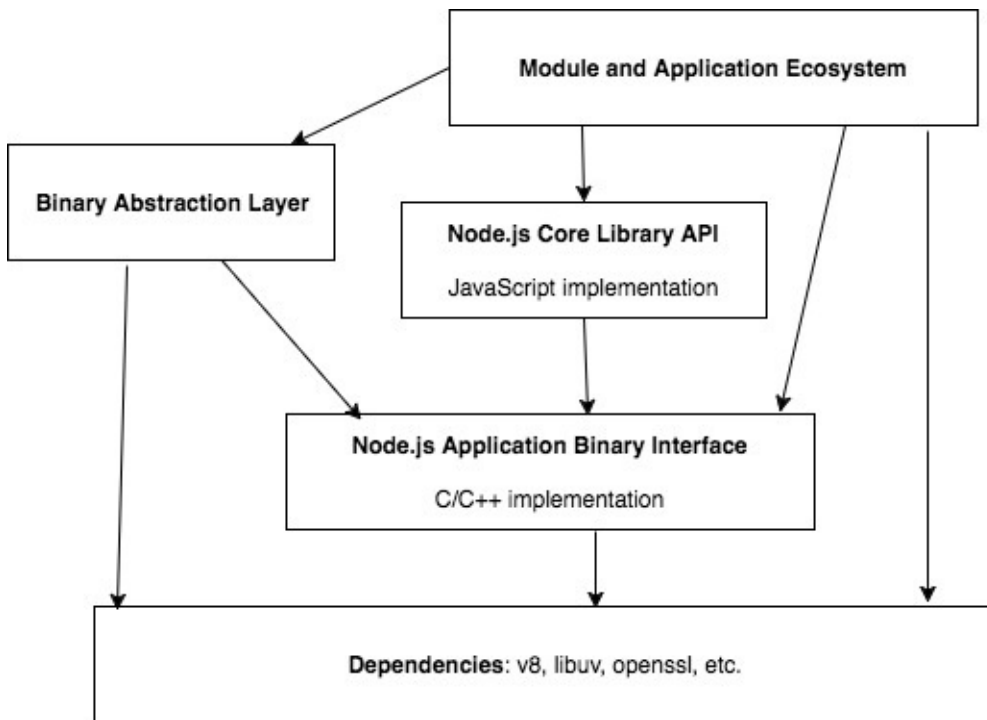 Module and Application Ecosystem
Binary Abstraction Layer
Node.js Core Library API
JavaScript implementation
Node.js Application Binary Interface
C/C++ implementation
Dependencies: v8, libuv, openssl, etc.